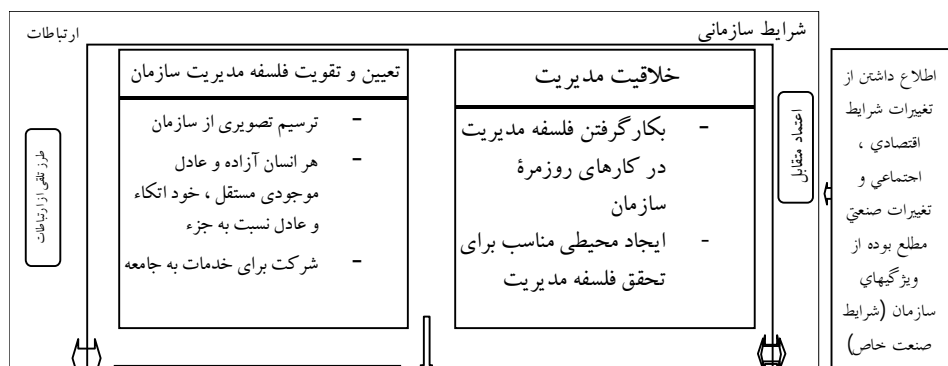 شرایط سازمانی
ارتباطات
اطلاع داشتن از
تغییرات شرایط
اقتصادي ،
اجتماعي و
تغییرات صنعتي
مطلع بوده از
ویژگیهاي
سازمان (شرایط
صنعت خاص)
اعتماد متقابل
خلاقیت مدیریت
- بکارگرفتن فلسفه مدیریت
در کارهای روزمرۀ
سازمان
- ایجاد محیطی مناسب برای
تحقق فلسفه مدیریت
تعیین و تقویت فلسفه مدیریت سازمان
- ترسیم تصویری از سازمان
- هر انسان آزاده و عادل
موجودی مستقل ، خود اتکاء
و عادل نسبت به جزء
- شرکت برای خدمات به جامعه
طرز تلقی از ارتباطات